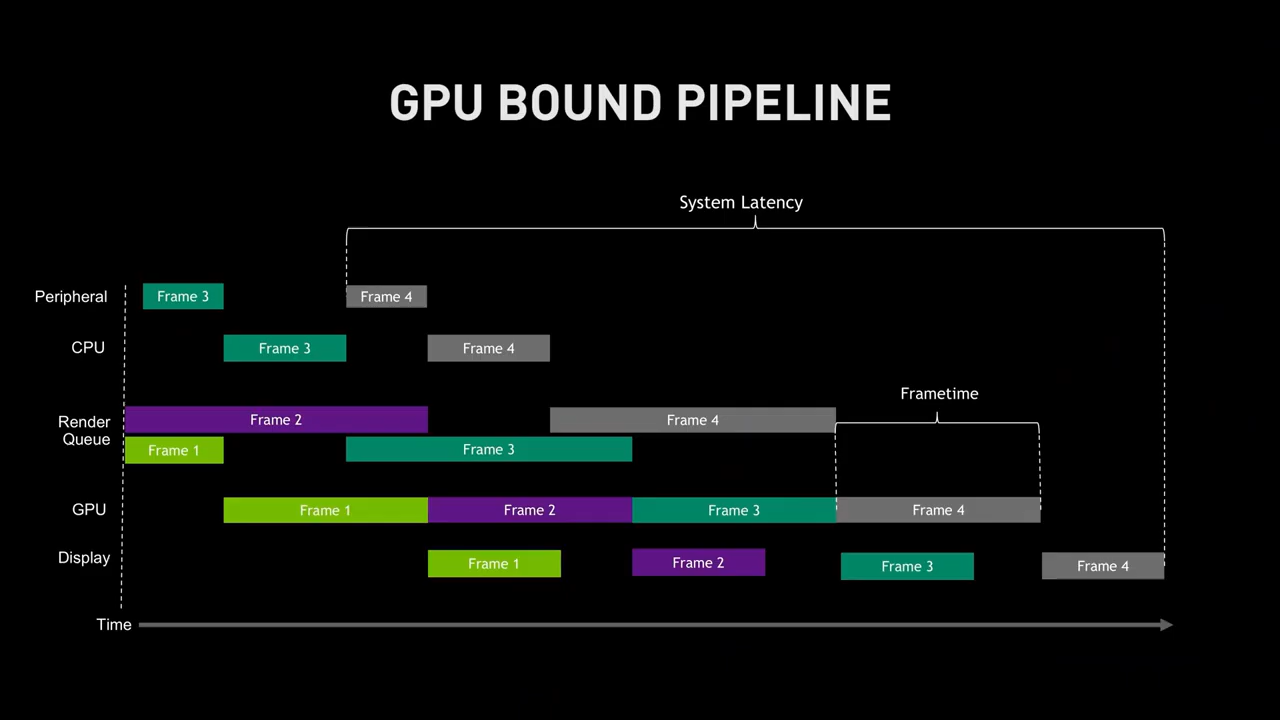 GPU BOUND PIPELINE
System Latency
Peripheral
Frame 3
Frame 4
CPU
Frame 3
Frame 4
Frametime
Render
Queue
Frame 2
Frame 4
Frame 1
Frame 3
GPU
Frame 1
Frame 2
Frame 3
Frame 4
Display
Frame 1
Frame 2
Frame 3
Frame 4
Time